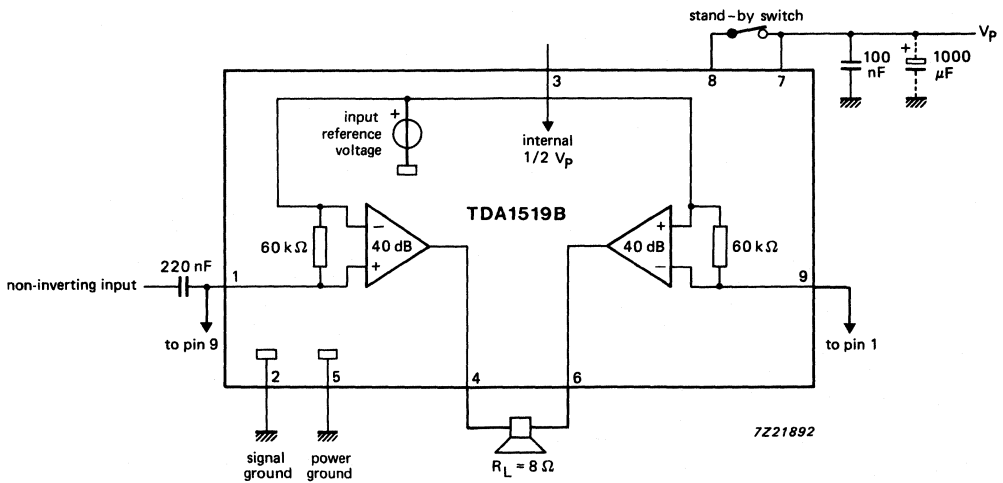 stand-by switch
V_P
8
7
100
nF
+
1000
μF
3
input
reference
voltage
+
internal
1/2 V_P
TDA1519B
60 kΩ
−
40 dB
+
+
40 dB
−
60 kΩ
non-inverting input
220 nF
1
9
to pin 9
to pin 1
2
5
4
6
signal
ground
power
ground
R_L = 8 Ω
7Z21892